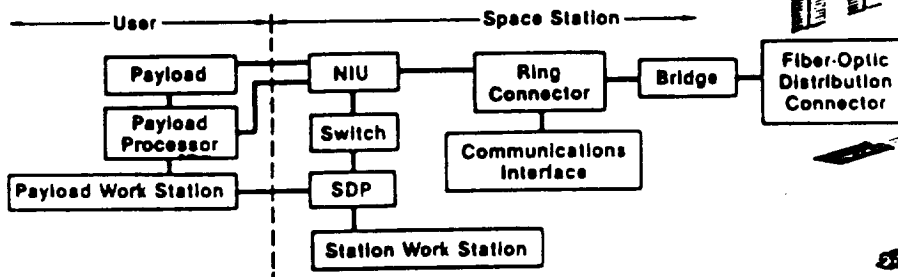 User
Space Station
Payload
NIU
Ring
Connector
Bridge
Fiber-Optic
Distribution
Connector
Payload
Processor
Switch
Communications
Interface
Payload Work Station
SDP
Station Work Station